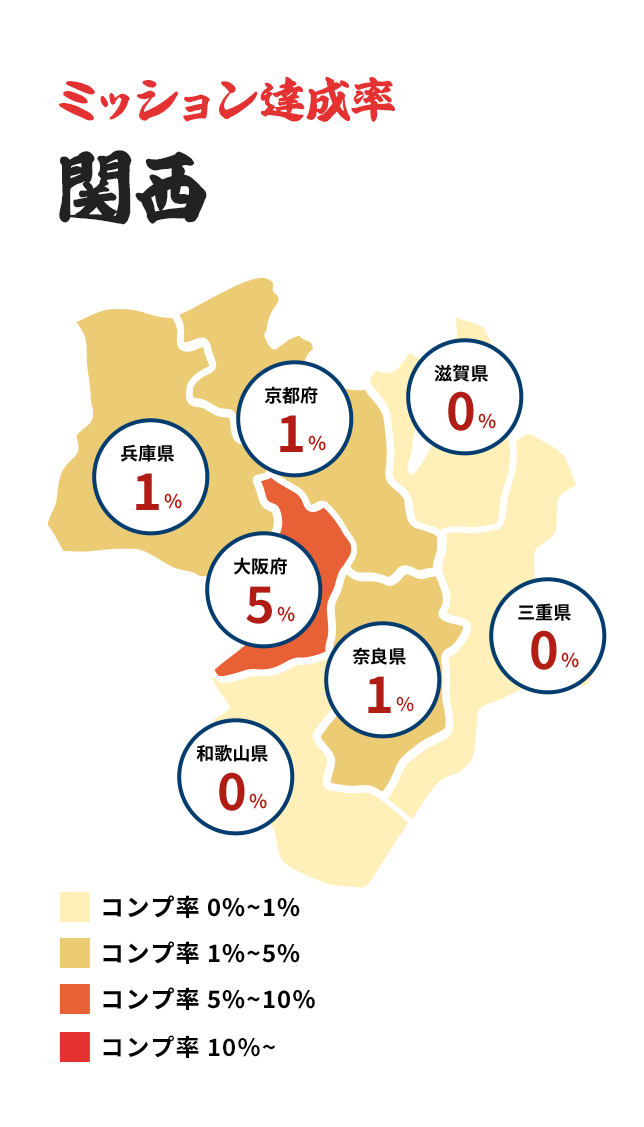 ミッション達成率
関西
滋賀県
0%
京都府
1%
兵庫県
1%
大阪府
5%
三重県
0%
奈良県
1%
和歌山県
0%
コンプ率 0%~1%
コンプ率 1%~5%
コンプ率 5%~10%
コンプ率 10%~